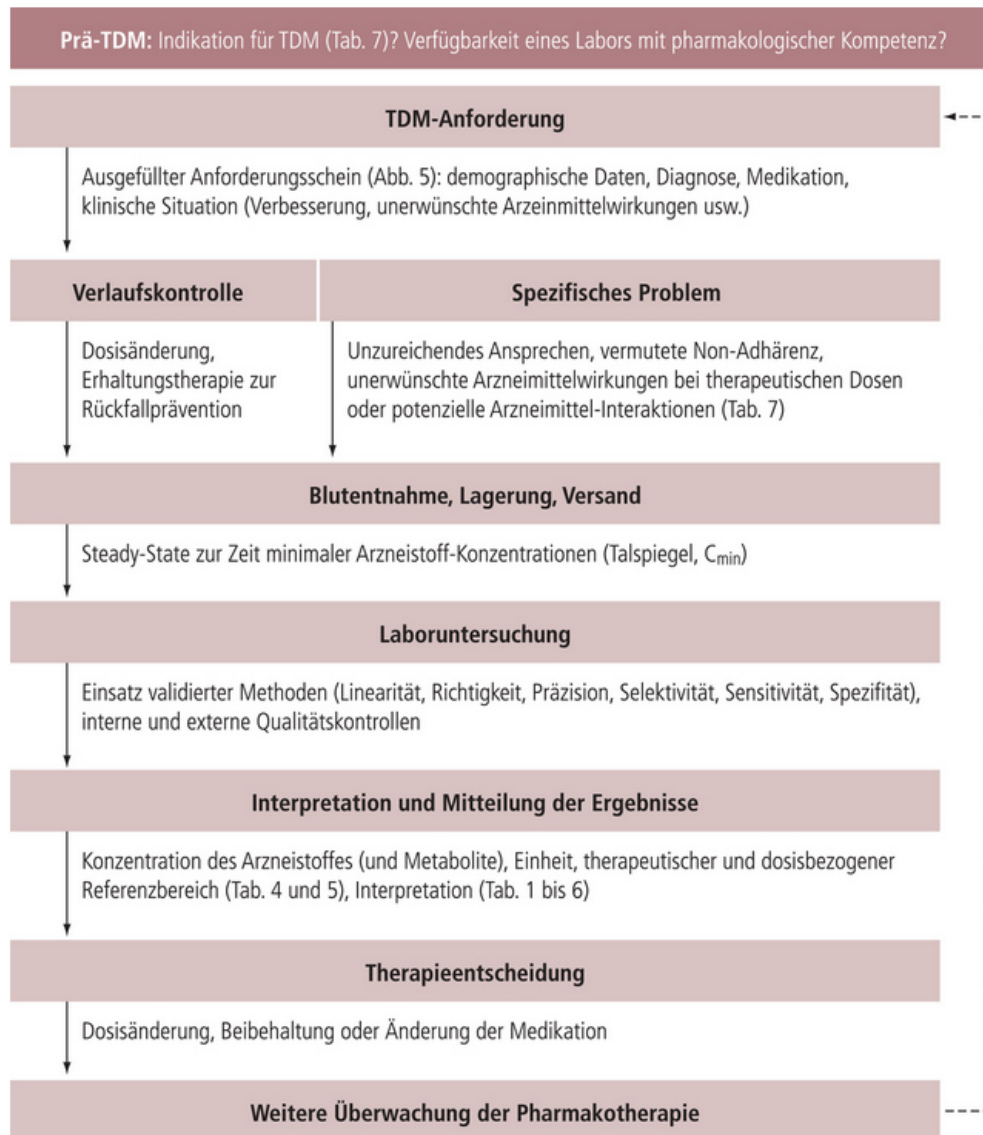 Prä-TDM: Indikation für TDM (Tab. 7)? Verfügbarkeit eines Labors mit pharmakologischer Kompetenz?
TDM-Anforderung
Ausgefüllter Anforderungsschein (Abb. 5): demographische Daten, Diagnose, Medikation,
klinische Situation (Verbesserung, unerwünschte Arzeinmittelwirkungen usw.)
Verlaufskontrolle
Dosisänderung,
Erhaltungstherapie zur
Rückfallprävention
Spezifisches Problem
Unzureichendes Ansprechen, vermutete Non-Adhärenz,
unerwünschte Arzneimittelwirkungen bei therapeutischen Dosen
oder potenzielle Arzneimittel-Interaktionen (Tab. 7)
Blutentnahme, Lagerung, Versand
Steady-State zur Zeit minimaler Arzneistoff-Konzentrationen (Talspiegel, Cmin)
Laboruntersuchung
Einsatz validierter Methoden (Linearität, Richtigkeit, Präzision, Selektivität, Sensitivität, Spezifität),
interne und externe Qualitätskontrollen
Interpretation und Mitteilung der Ergebnisse
Konzentration des Arzneistoffes (und Metabolite), Einheit, therapeutischer und dosisbezogener
Referenzbereich (Tab. 4 und 5), Interpretation (Tab. 1 bis 6)
Therapieentscheidung
Dosisänderung, Beibehaltung oder Änderung der Medikation
Weitere Überwachung der Pharmakotherapie